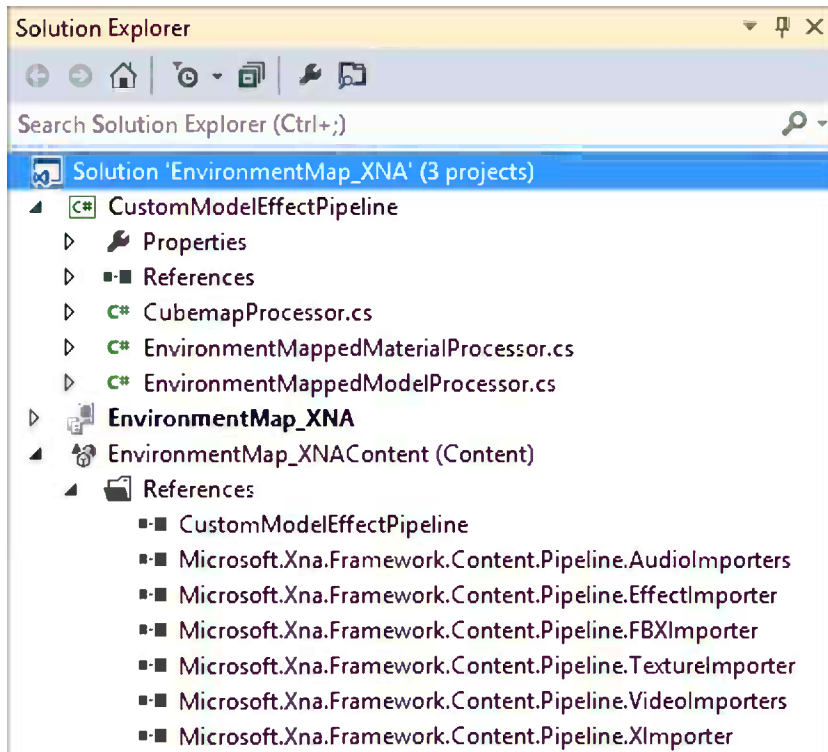 Solution Explorer
Search Solution Explorer (Ctrl+;)
Solution 'EnvironmentMap_XNA' (3 projects)
C# CustomModelEffectPipeline
Properties
References
C# CubemapProcessor.cs
C# EnvironmentMappedMaterialProcessor.cs
C# EnvironmentMappedModelProcessor.cs
EnvironmentMap_XNA
EnvironmentMap_XNAContent (Content)
References
CustomModelEffectPipeline
Microsoft.Xna.Framework.Content.Pipeline.AudioImporters
Microsoft.Xna.Framework.Content.Pipeline.EffectImporter
Microsoft.Xna.Framework.Content.Pipeline.FBXImporter
Microsoft.Xna.Framework.Content.Pipeline.TextureImporter
Microsoft.Xna.Framework.Content.Pipeline.VideoImporters
Microsoft.Xna.Framework.Content.Pipeline.XImporter